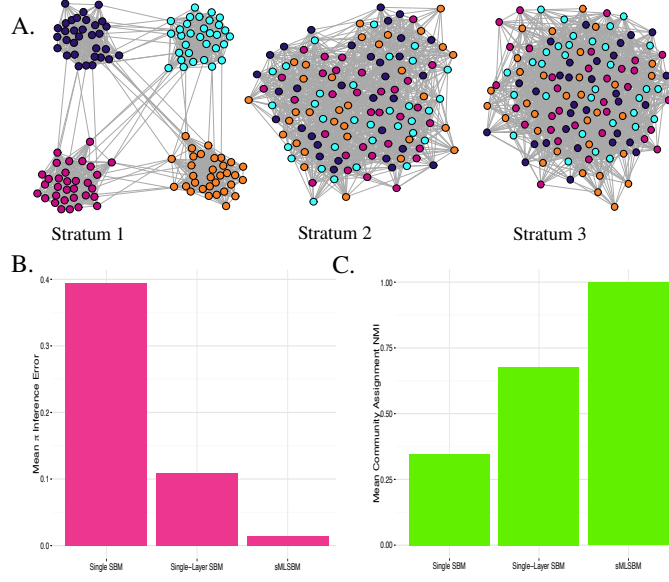 A.
Stratum 1
Stratum 2
Stratum 3
B.
Mean π Inference Error
0.4
0.3
0.2
0.1
0.0
Single SBM
Single-Layer SBM
sMLSBM
C.
Mean Community Assignment NMI
1.00
0.75
0.50
0.25
0.00
Single SBM
Single-Layer SBM
sMLSBM